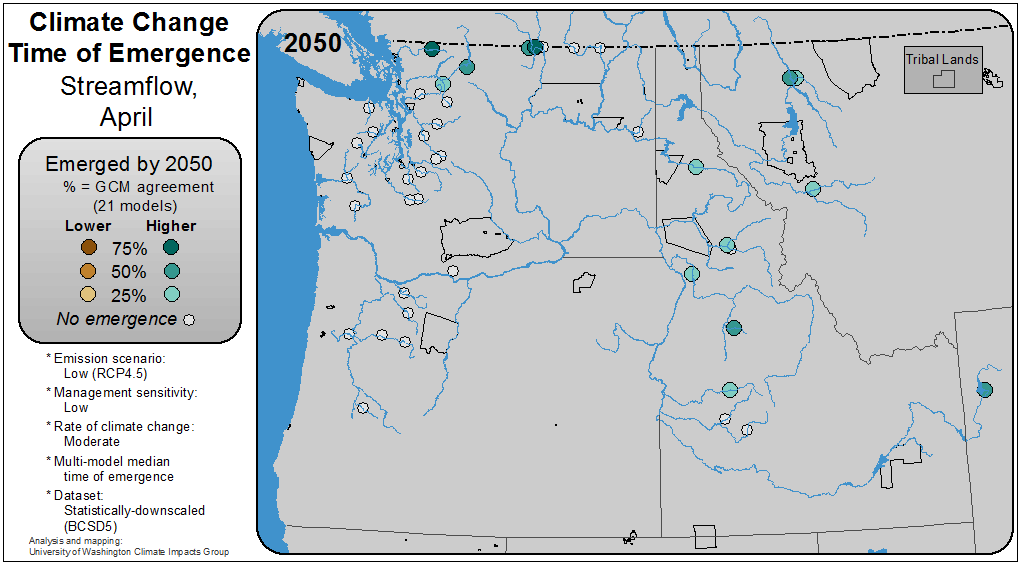 Climate Change
Time of Emergence
Streamflow,
April
Emerged by 2050
% = GCM agreement
(21 models)
Lower Higher
75%
50%
25%
No emergence
* Emission scenario:
Low (RCP4.5)
* Management sensitivity:
Low
* Rate of climate change:
Moderate
* Multi-model median
time of emergence
* Dataset:
Statistically-downscaled
(BCSD5)
Analysis and mapping:
University of Washington Climate Impacts Group
2050
Tribal Lands